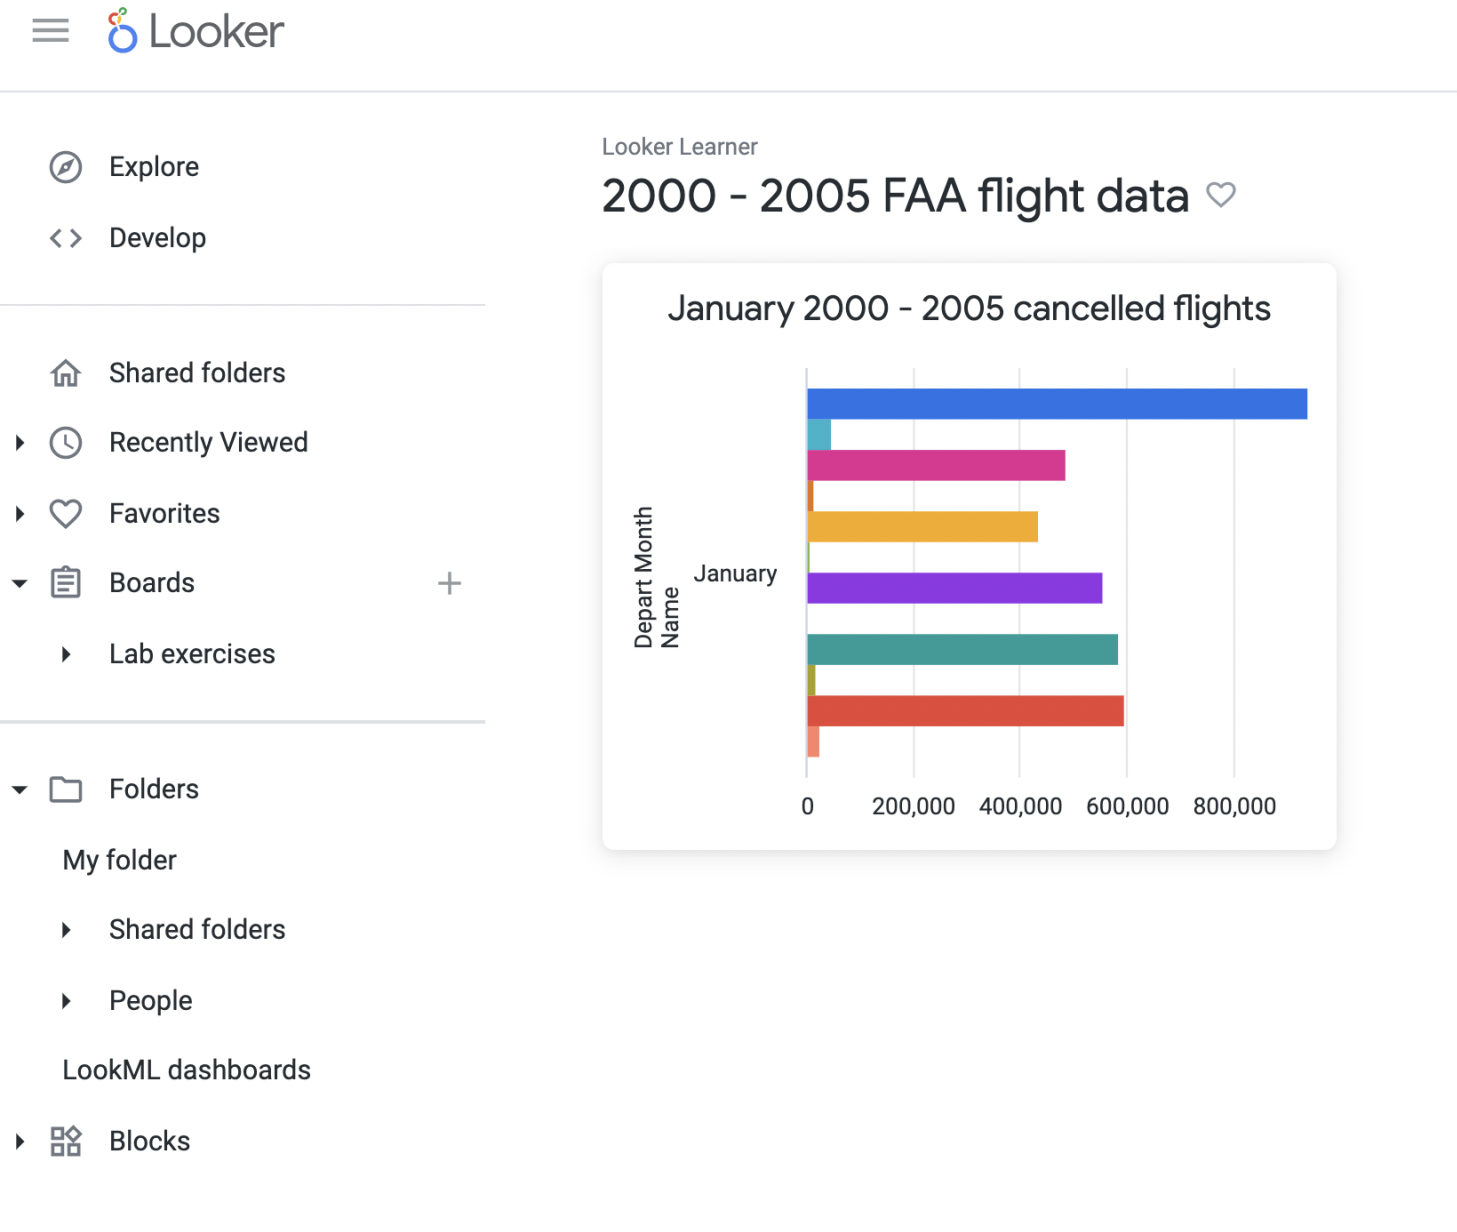 Looker
Explore
Develop
Shared folders
Recently Viewed
Favorites
Boards
Lab exercises
Folders
My folder
Shared folders
People
LookML dashboards
Blocks
Looker Learner
2000 - 2005 FAA flight data
January 2000 - 2005 cancelled flights
Depart Month
Name
January
0 200,000 400,000 600,000 800,000